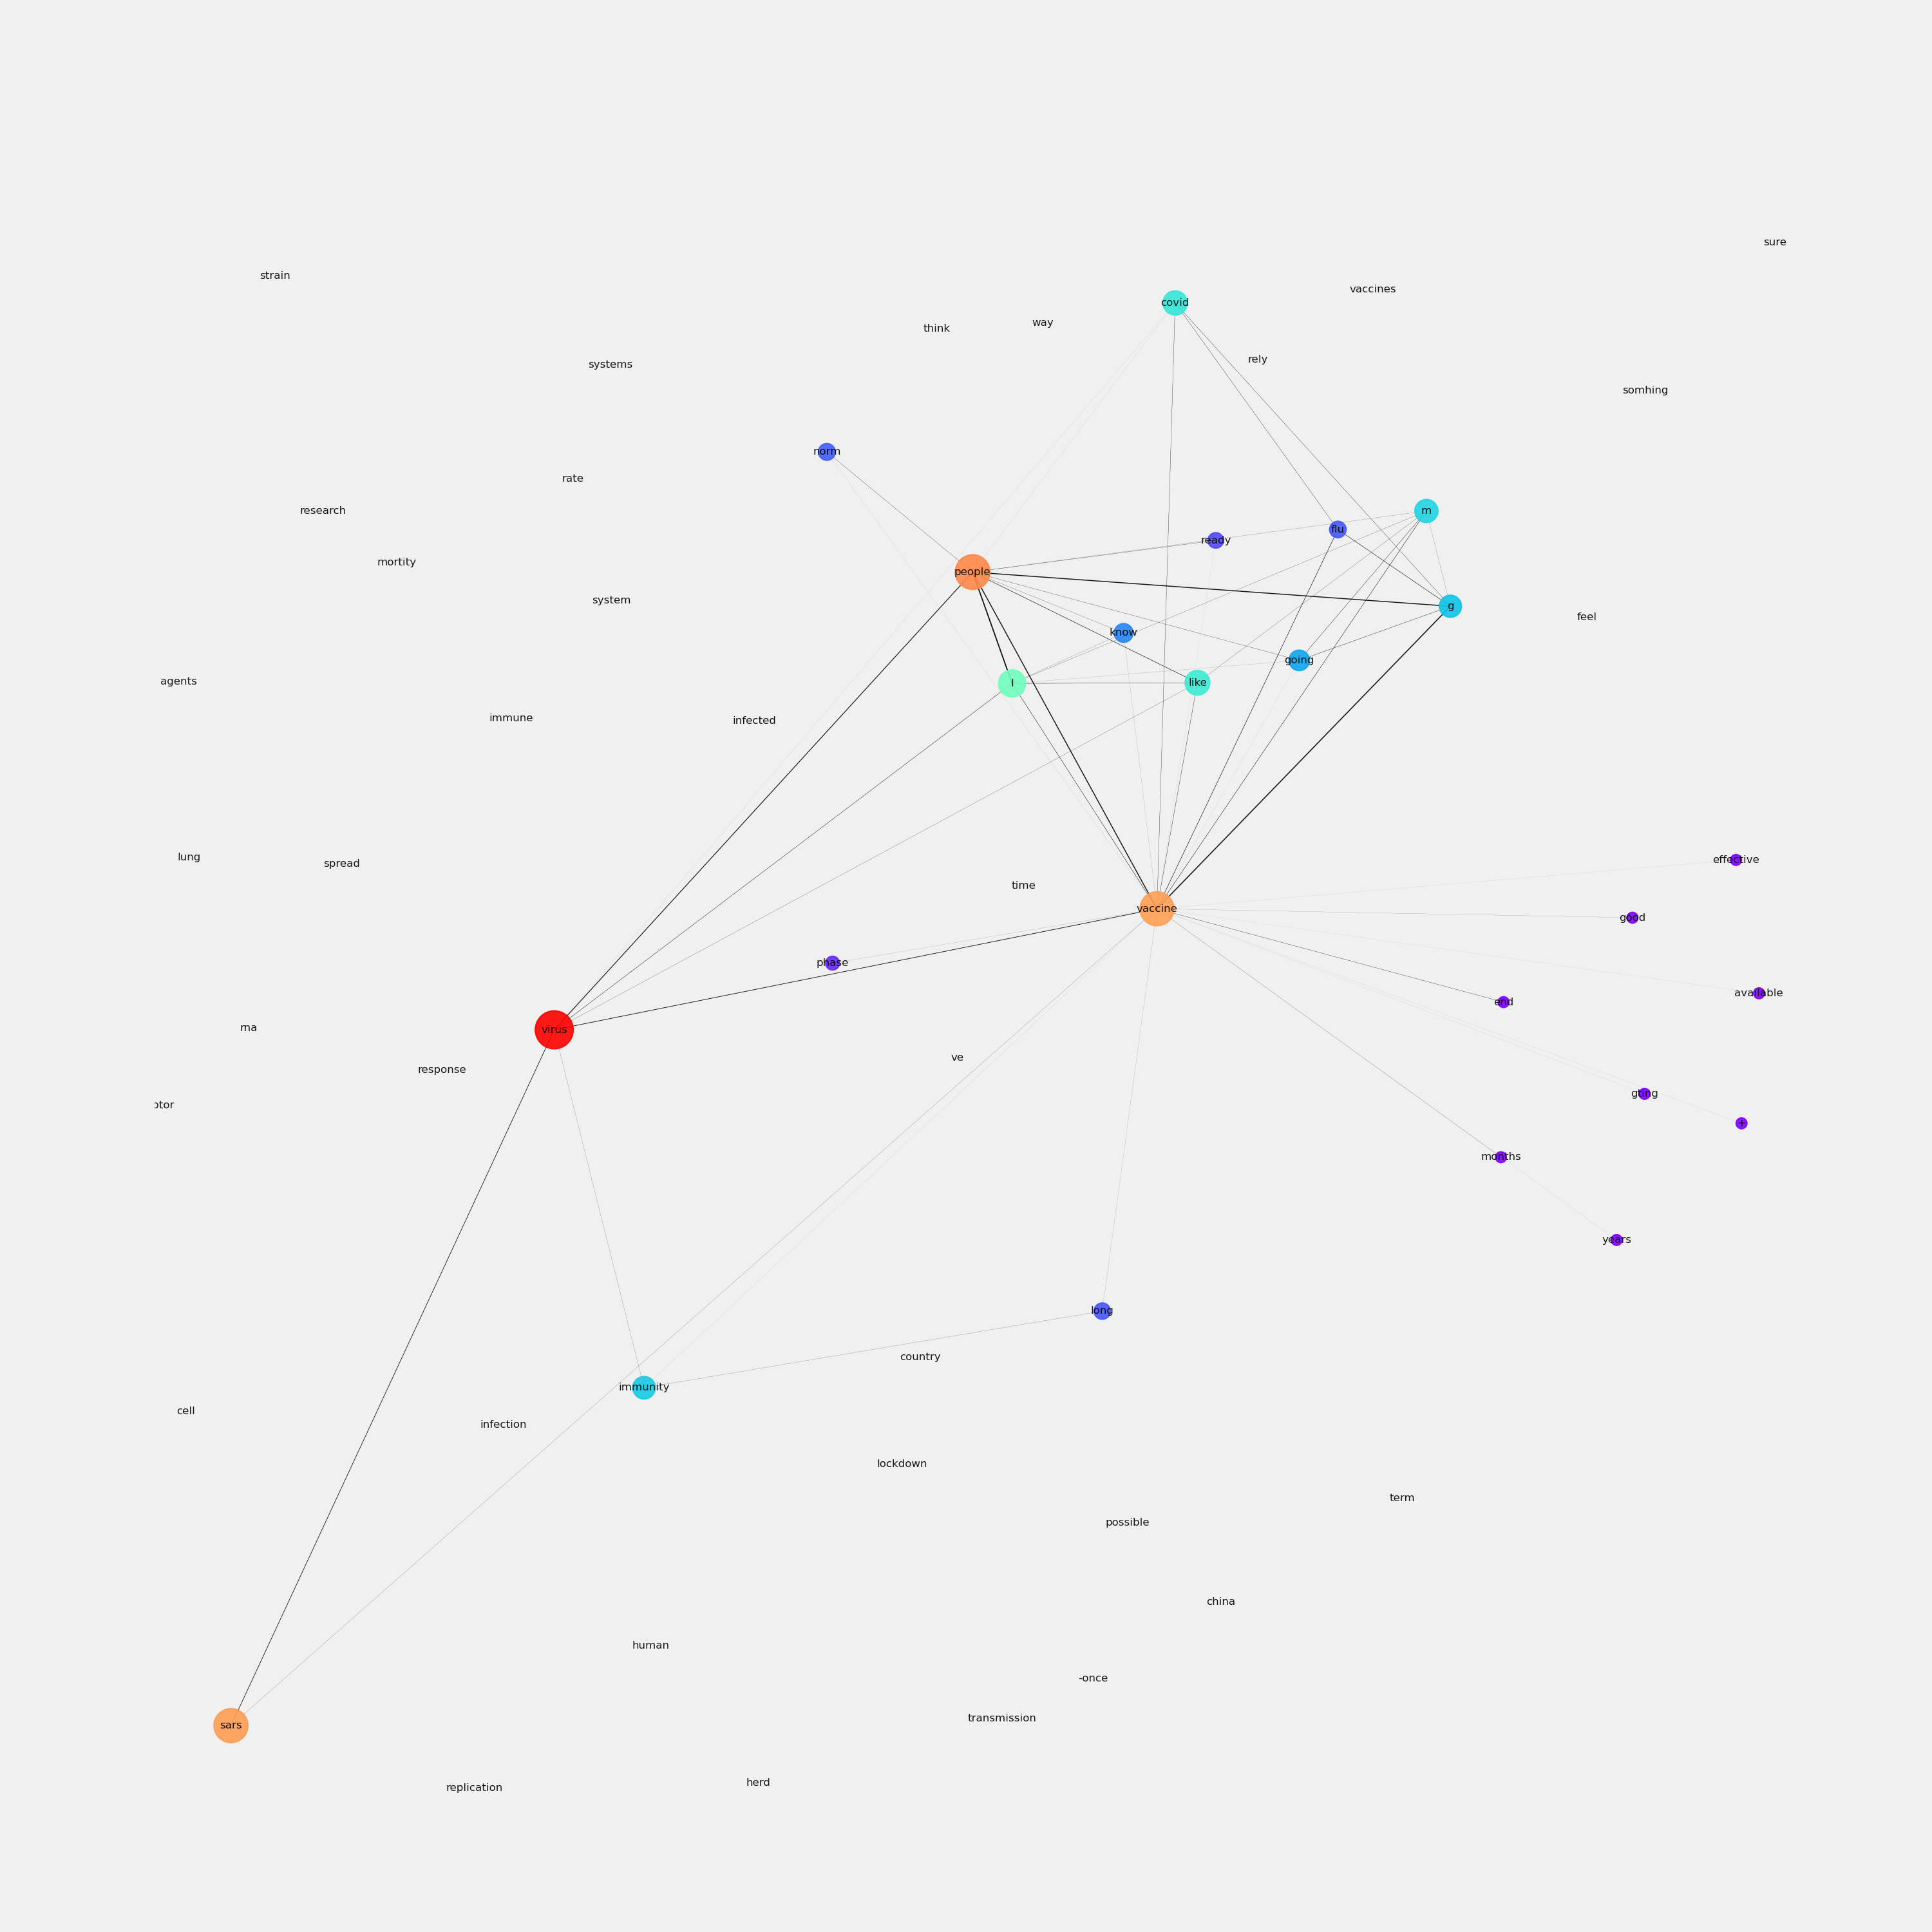 sure
strain
vaccines
covid
way
think
rely
systems
somhing
norm
rate
research
m
flu
ready
mortity
people
system
g
feel
know
going
agents
l
like
immune
infected
lung
effective
spread
time
vaccine
good
phase
available
end
rna
virus
ve
response
gting
otor
+
months
years
long
country
immunity
cell
infection
lockdown
term
possible
china
human
-once
transmission
sars
herd
replication